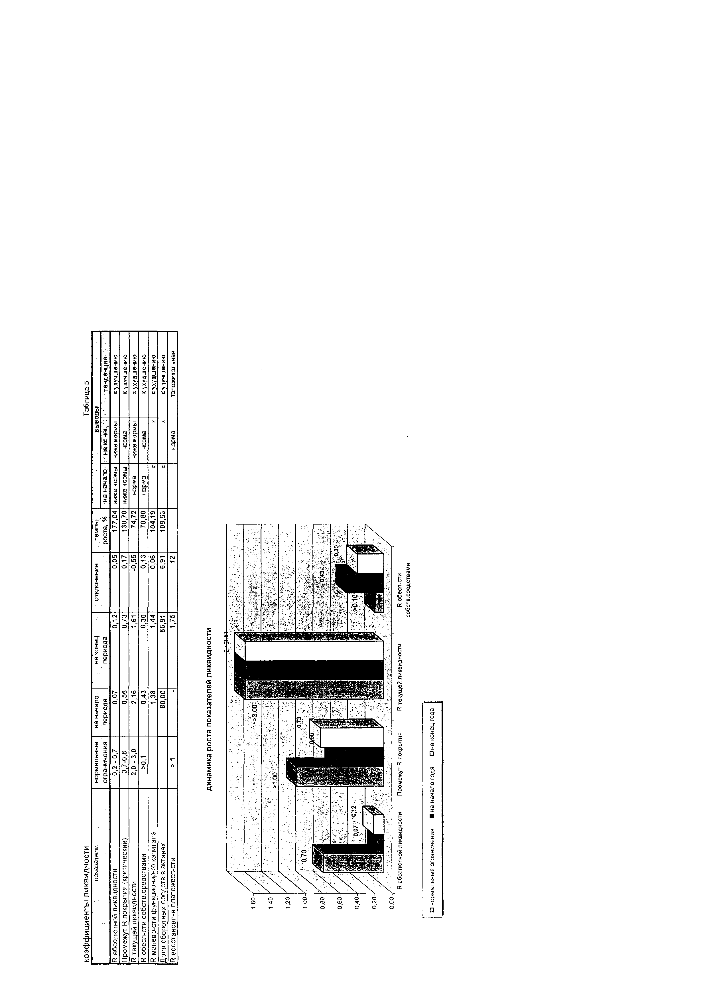 Таблица 5
коэффициенты ликвидности
показатели нормальные ограничения на начало периода на конец периода отклонение темпы роста, % выводы
на начало на конец тенденция
R абсолютной ликвидности 0,2 - 0,7 0,07 0,12 0,05 177,04 ниже нормы ниже нормы к улучшению
Промежут R покрытия (критический) 0,7-0,8 0,56 0,73 0,17 130,70 ниже нормы норма к улучшению
R текущей ликвидности 2,0 - 3,0 2,16 1,61 -0,55 74,72 норма ниже нормы к ухудшению
R обесп-сти собств.средствами >0,1 0,43 0,30 -0,13 70,80 норма норма к ухудшению
R маневр-сти функционир-го капитала 1,38 1,44 0,06 104,19 x x к ухудшению
Доля оборотных средств в активах 80,00 86,91 6,91 108,63 x x к улучшению
R восстановл-я платежесп-сти > 1 - 1,75 12 норма положительная
динамика роста показателей ликвидности
1,60
1,40
1,20
1,00
0,80
0,60
0,40
0,20
0,00
0,70
0,07
0,12
>1.00
0,56
0,73
>3.00
2,16 1,61
>0.10
0,43
0,30
R абсолютной ликвидности
Промежут R покрытия
R текущей ликвидности
R обесп-сти
собств.средствами
нормальные ограничения на начало года на конец года